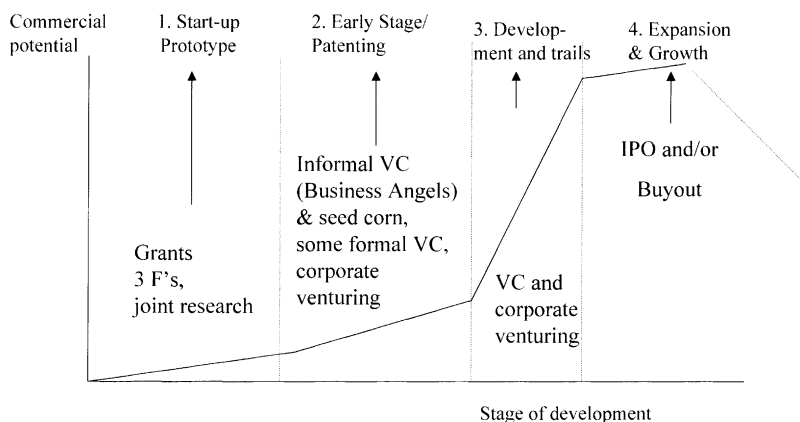 Commercial
potential
1. Start-up
Prototype
2. Early Stage/
Patenting
3. Develop-
ment and trails
4. Expansion
& Growth
Grants
3 F's,
joint research
Informal VC
(Business Angels)
& seed corn,
some formal VC,
corporate
venturing
VC and
corporate
venturing
IPO and/or
Buyout
Stage of development